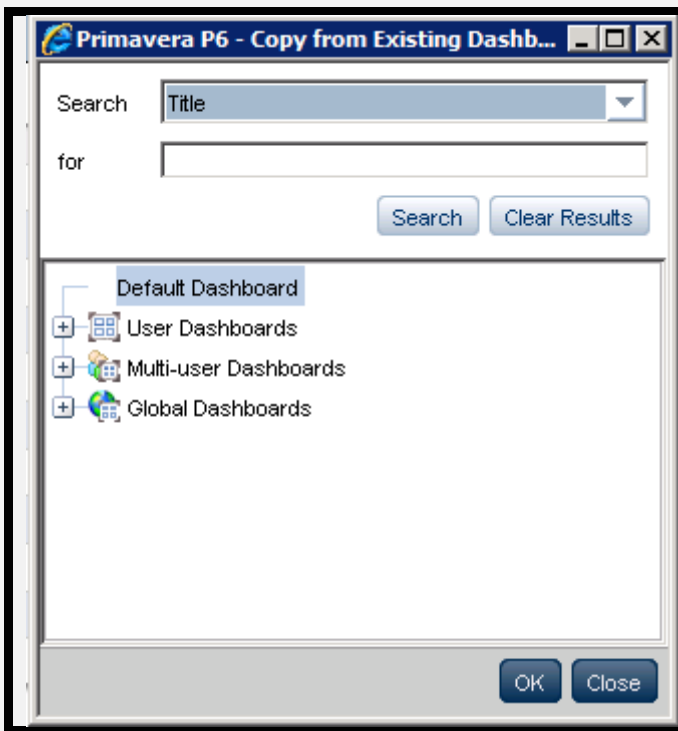 Primavera P6 - Copy from Existing Dashb...
Search Title
for
Search Clear Results
Default Dashboard
User Dashboards
Multi-user Dashboards
Global Dashboards
OK Close